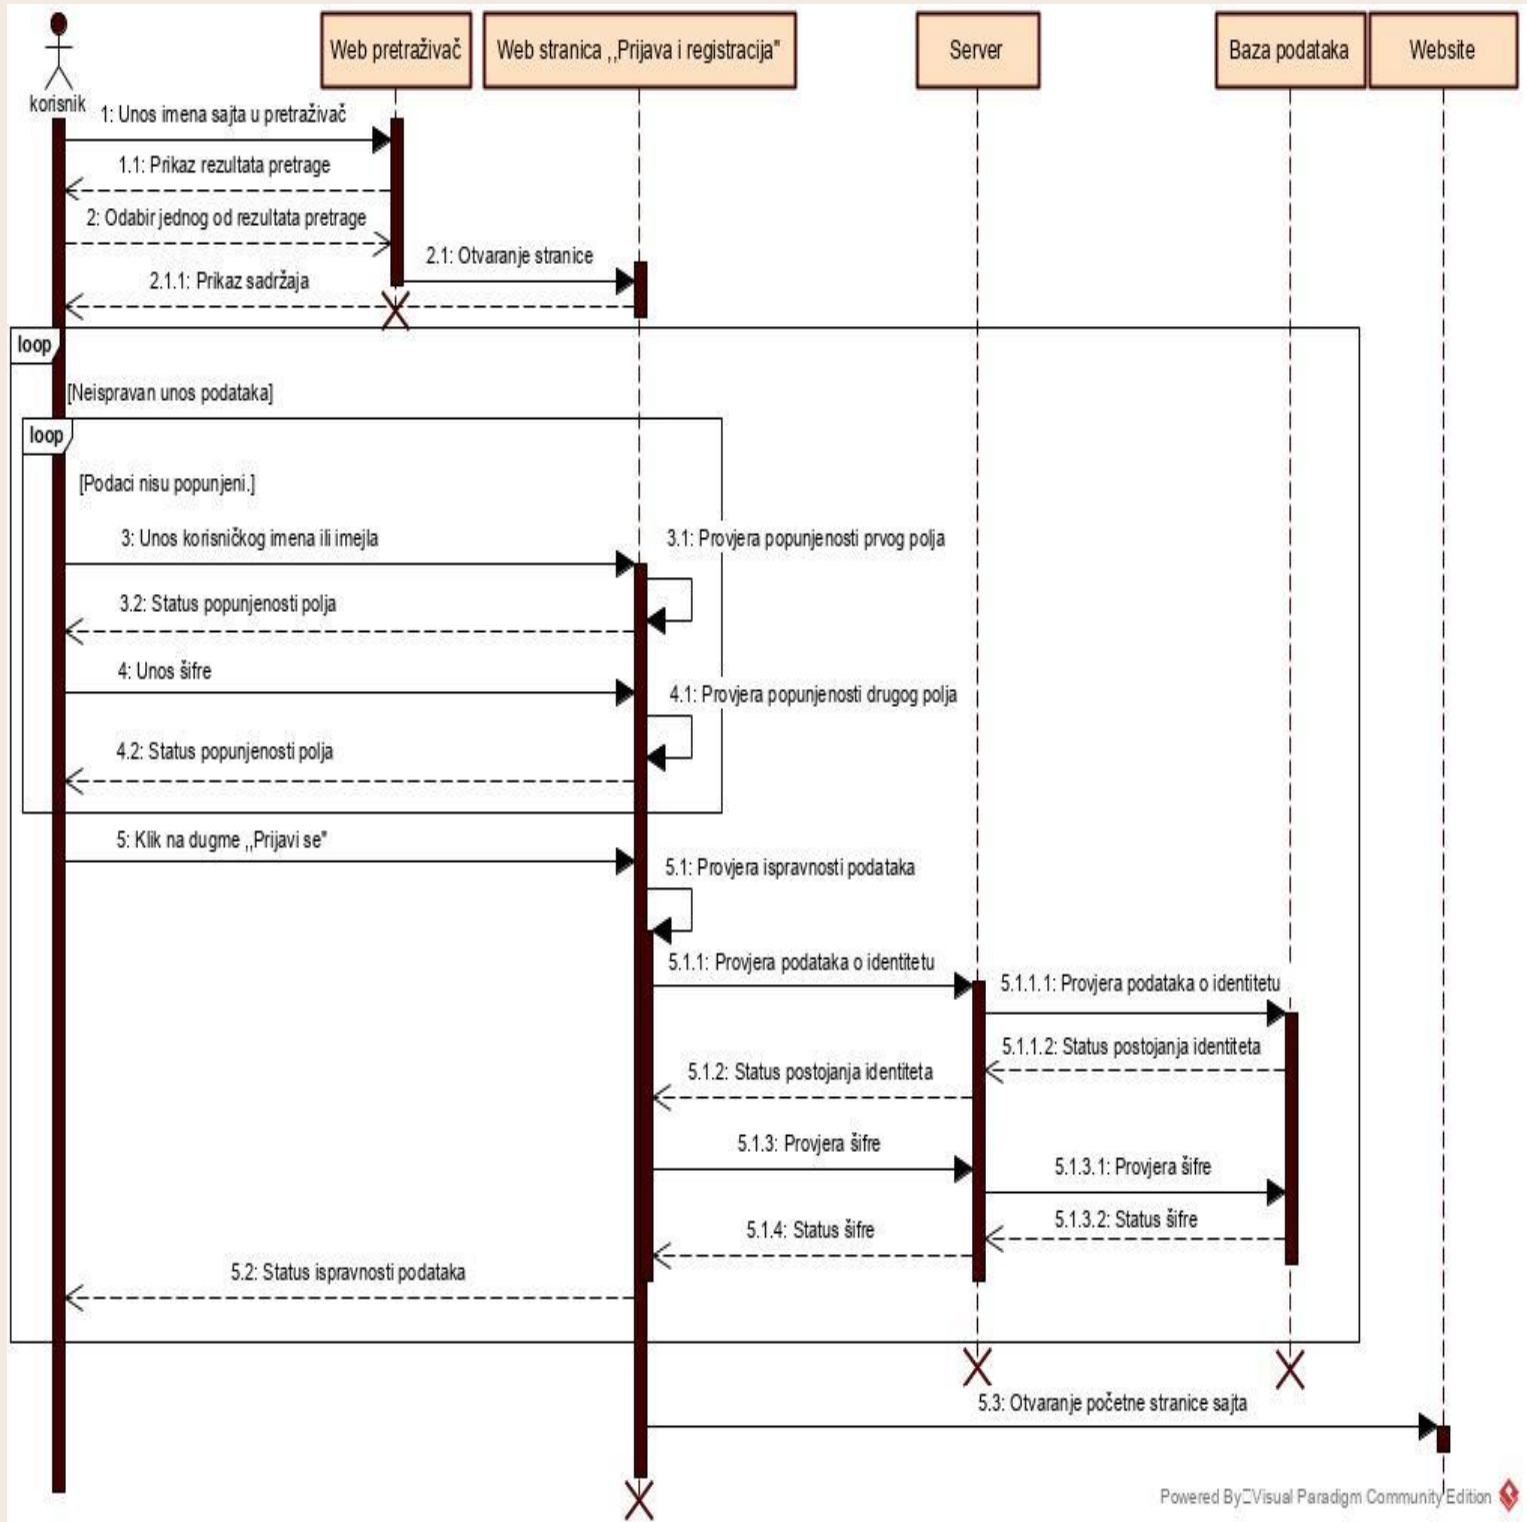 korisnik
Web pretraživač
Web stranica ,,Prijava i registracija"
Server
Baza podataka
Website
1: Unos imena sajta u pretraživač
1.1: Prikaz rezultata pretrage
2: Odabir jednog od rezultata pretrage
2.1: Otvaranje stranice
2.1.1: Prikaz sadržaja
loop
[Neispravan unos podataka]
loop
[Podaci nisu popunjeni.]
3: Unos korisničkog imena ili imejla
3.1: Provjera popunjenosti prvog polja
3.2: Status popunjenosti polja
4: Unos šifre
4.1: Provjera popunjenosti drugog polja
4.2: Status popunjenosti polja
5: Klik na dugme ,,Prijavi se"
5.1: Provjera ispravnosti podataka
5.1.1: Provjera podataka o identitetu
5.1.1.1: Provjera podataka o identitetu
5.1.1.2: Status postojanja identiteta
5.1.2: Status postojanja identiteta
5.1.3: Provjera šifre
5.1.3.1: Provjera šifre
5.1.3.2: Status šifre
5.1.4: Status šifre
5.2: Status ispravnosti podataka
5.3: Otvaranje početne stranice sajta
Powered By Visual Paradigm Community Edition